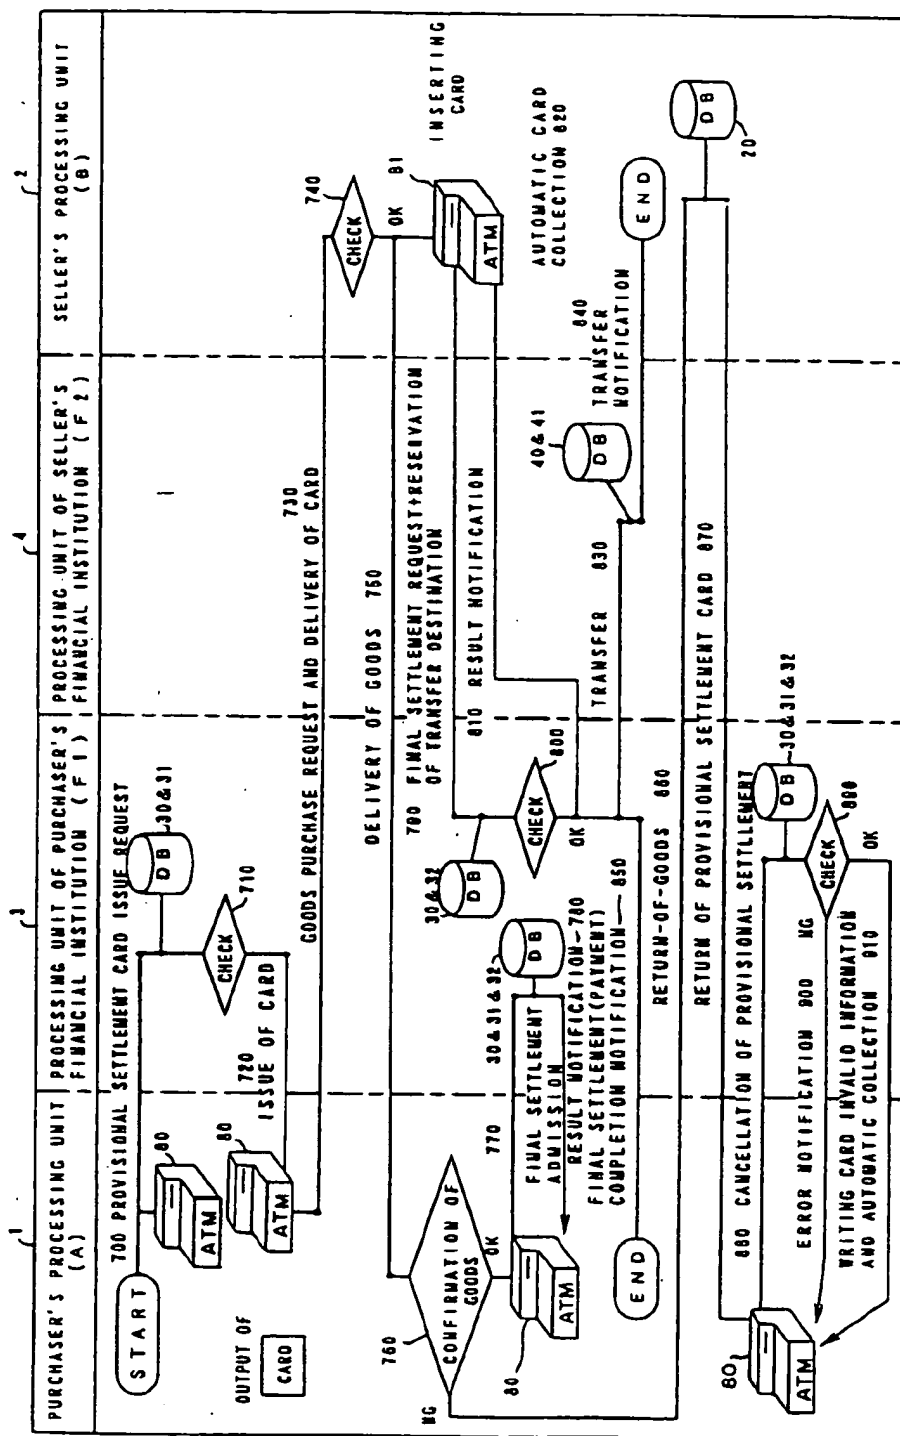 1
PURCHASER'S PROCESSING UNIT
(A)
3
PROCESSING UNIT OF PURCHASER'S
FINANCIAL INSTITUTION (F 1)
4
PROCESSING UNIT OF SELLER'S
FINANCIAL INSTITUTION (F 2)
2
SELLER'S PROCESSING UNIT
(B)
START
700 PROVISIONAL SETTLEMENT CARD ISSUE REQUEST
80
ATM
DB
30&31
CHECK
710
OUTPUT OF
CARD
80
ATM
720
ISSUE OF CARD
730
GOODS PURCHASE REQUEST AND DELIVERY OF CARD
740
CHECK
OK
DELIVERY OF GOODS 750
760
CONFIRMATION OF
GOODS
NG
OK
81
ATM
INSERTING
CARD
790 FINAL SETTLEMENT REQUEST+RESERVATION
OF TRANSFER DESTINATION
810 RESULT NOTIFICATION
30&32
DB
CHECK
800
OK
AUTOMATIC CARD
COLLECTION 820
80
ATM
770
FINAL SETTLEMENT
ADMISSION
30&31&32
DB
RESULT NOTIFICATION 780
FINAL SETTLEMENT(PAYMENT)
COMPLETION NOTIFICATION 850
TRANSFER 830
40&41
DB
840
TRANSFER
NOTIFICATION
END
END
RETURN-OF-GOODS 860
RETURN OF PROVISIONAL SETTLEMENT CARD 870
DB
20
80
ATM
880 CANCELLATION OF PROVISIONAL SETTLEMENT
DB
30&31&32
CHECK
890
ERROR NOTIFICATION 900 NG
OK
WRITING CARD INVALID INFORMATION
AND AUTOMATIC COLLECTION 910